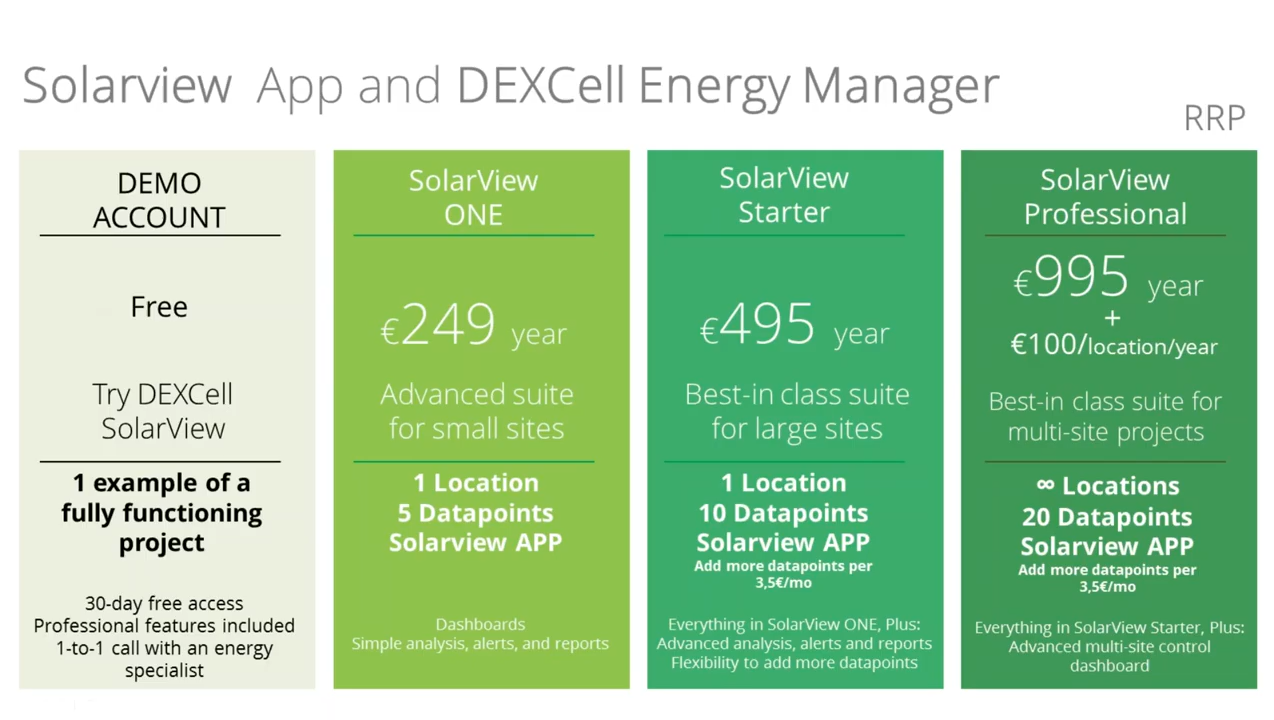 Solarview App and DEXCell Energy Manager
RRP
DEMO
ACCOUNT
Free
Try DEXCell
SolarView
1 example of a
fully functioning
project
30-day free access
Professional features included
1-to-1 call with an energy
specialist
SolarView
ONE
€249 year
Advanced suite
for small sites
1 Location
5 Datapoints
Solarview APP
Dashboards
Simple analysis, alerts, and reports
SolarView
Starter
€495 year
Best-in class suite
for large sites
1 Location
10 Datapoints
Solarview APP
Add more datapoints per
3,5€/mo
Everything in SolarView ONE, Plus:
Advanced analysis, alerts and reports
Flexibility to add more datapoints
SolarView
Professional
€995 year
+
€100/location/year
Best-in class suite for
multi-site projects
∞ Locations
20 Datapoints
Solarview APP
Add more datapoints per
3,5€/mo
Everything in SolarView Starter, Plus:
Advanced multi-site control
dashboard